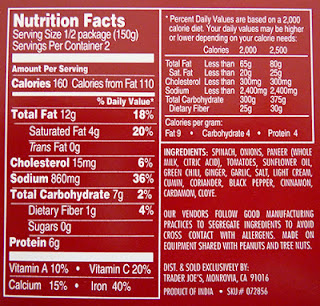 Nutrition Facts
Serving Size 1/2 package (150g)
Servings Per Container 2
Amount Per Serving
Calories 160 Calories from Fat 110
% Daily Value*
Total Fat 12g 18%
Saturated Fat 4g 20%
Trans Fat 0g
Cholesterol 15mg 6%
Sodium 860mg 36%
Total Carbohydrate 7g 2%
Dietary Fiber 1g 4%
Sugars 0g
Protein 6g
Vitamin A 10% • Vitamin C 20%
Calcium 15% • Iron 40%
* Percent Daily Values are based on a 2,000
calorie diet. Your daily values may be higher
or lower depending on your calorie needs:
Calories 2,000 2,500
Total Fat Less than 65g 80g
Sat. Fat Less than 20g 25g
Cholesterol Less than 300mg 300mg
Sodium Less than 2,400mg 2,400mg
Total Carbohydrate 300g 375g
Dietary Fiber 25g 30g
Calories per gram:
Fat 9 • Carbohydrate 4 • Protein 4
INGREDIENTS: SPINACH, ONIONS, PANEER (WHOLE
MILK, CITRIC ACID), TOMATOES, SUNFLOWER OIL,
GREEN CHILI, GINGER, GARLIC, SALT, LIGHT CREAM,
CUMIN, CORIANDER, BLACK PEPPER, CINNAMON,
CARDAMOM, CLOVE.
OUR VENDORS FOLLOW GOOD MANUFACTURING
PRACTICES TO SEGREGATE INGREDIENTS TO AVOID
CROSS CONTACT WITH ALLERGENS. MADE ON
EQUIPMENT SHARED WITH PEANUTS AND TREE NUTS.
DIST. & SOLD EXCLUSIVELY BY:
TRADER JOE'S, MONROVIA, CA 91016
PRODUCT OF INDIA • SKU# 072856